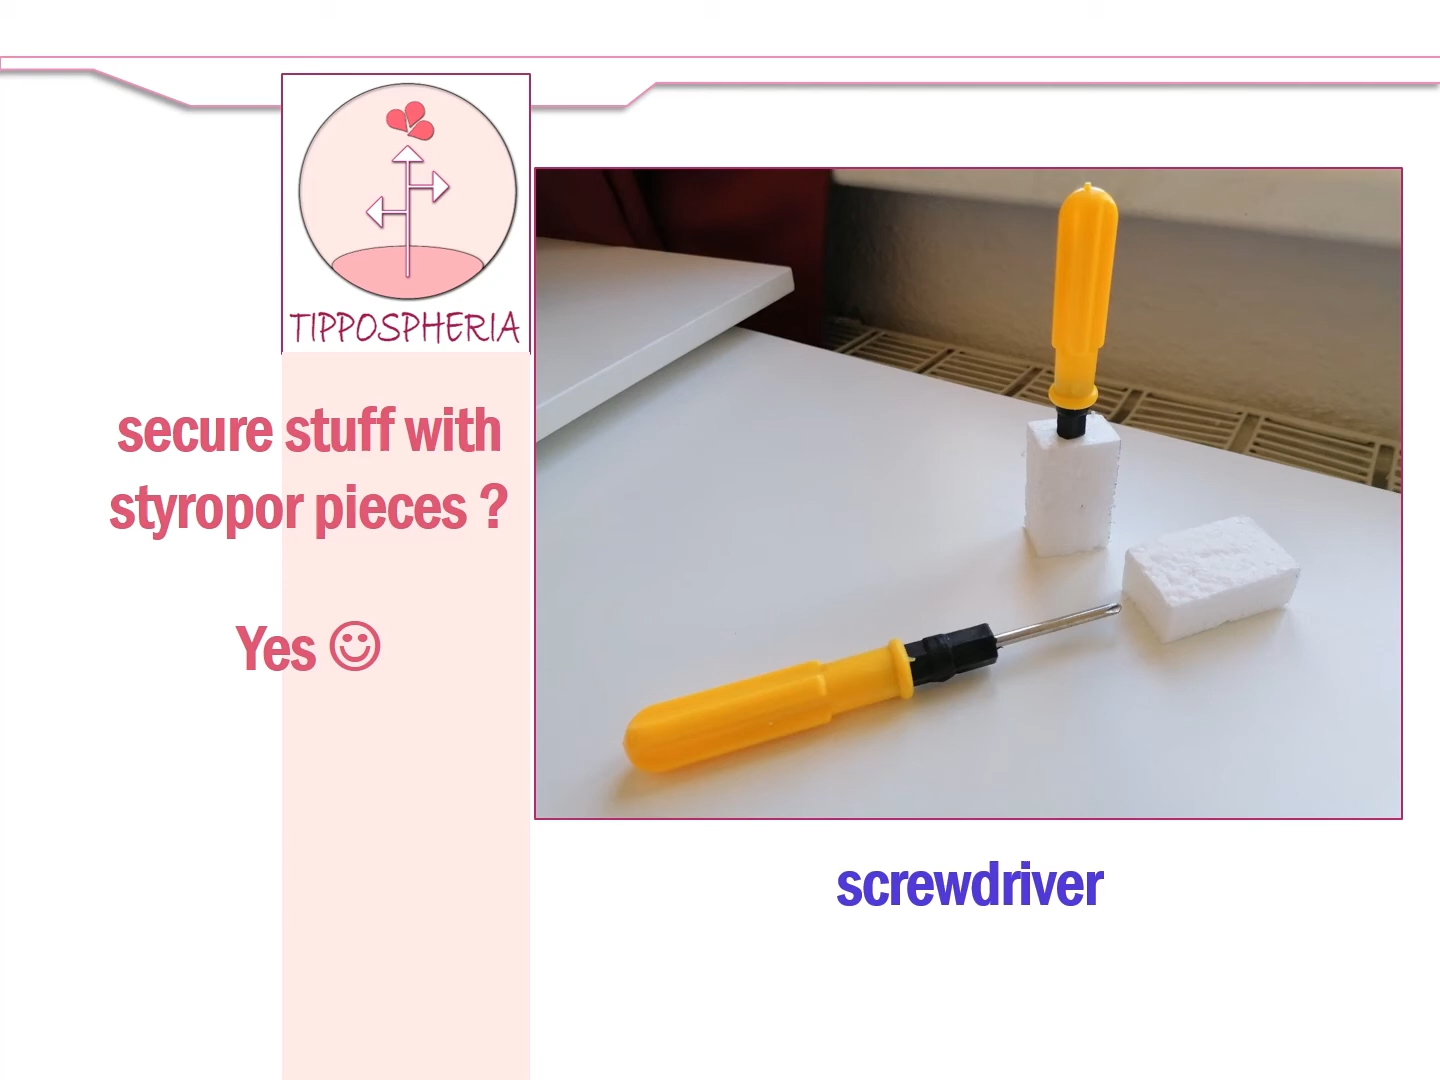 TIPPOSPHERIA
secure stuff with
styropor pieces ?
Yes ☺
screwdriver